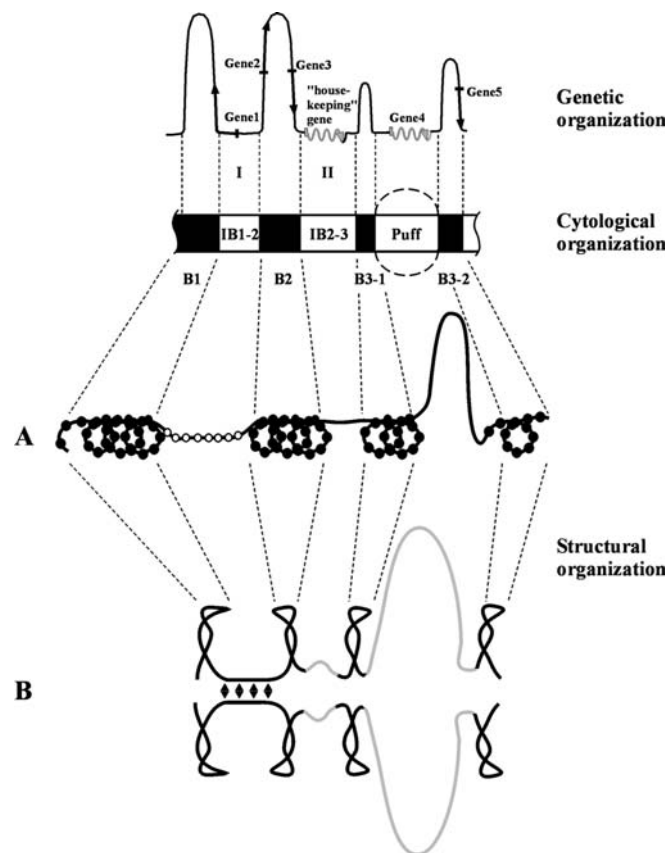 Gene2
Gene3
"house-
keeping"
gene
Gene1
Gene4
Gene5
Genetic
organization
I
II
IB1-2
IB2-3
Puff
Cytological
organization
B1
B2
B3-1
B3-2
A
Structural
organization
B